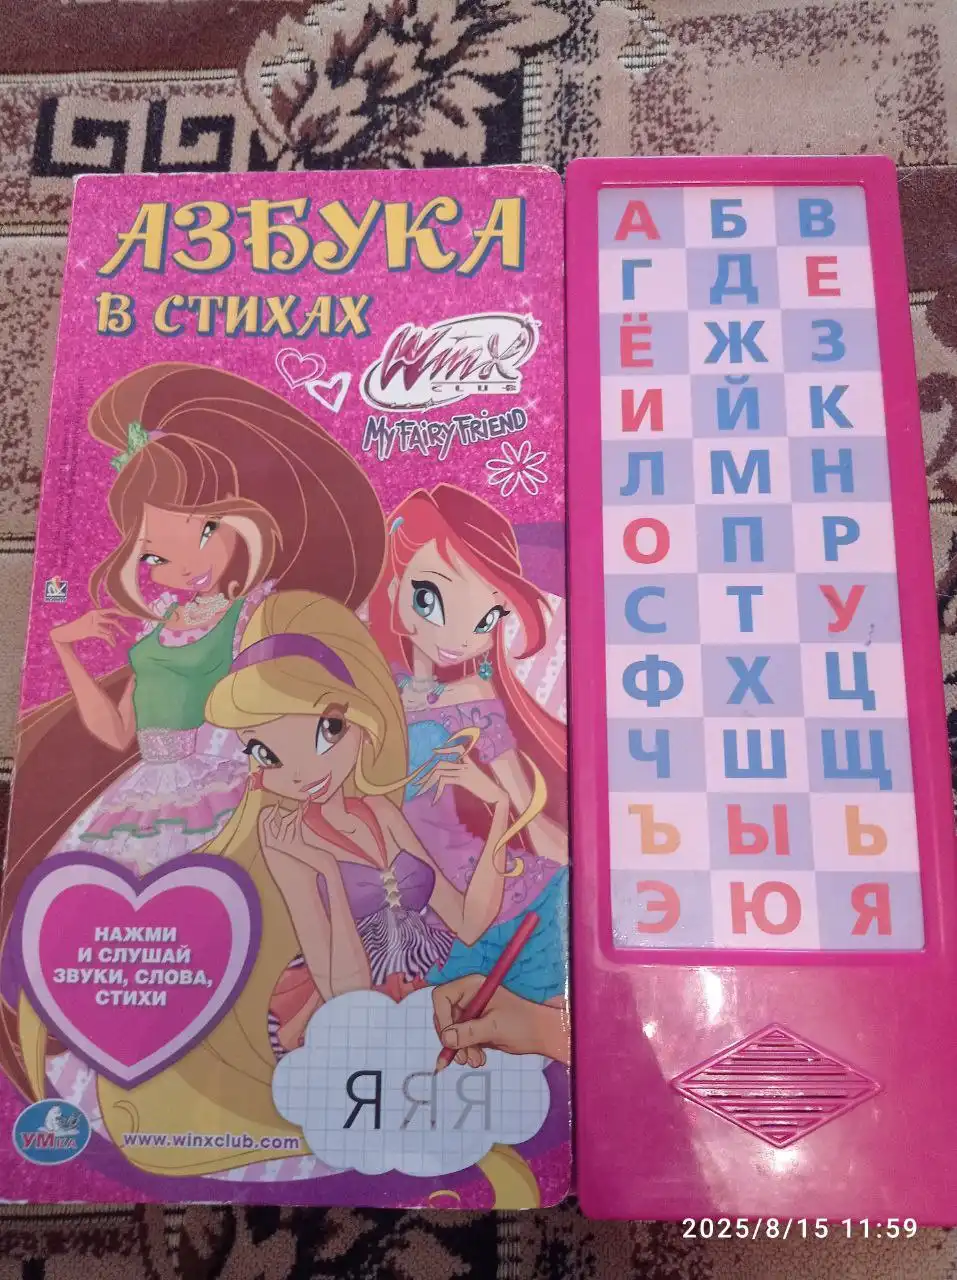 АЗБУКА
В СТИХАХ
Winx
CLUB
MY FAIRY FRIEND
НАЖМИ
И СЛУШАЙ
ЗВУКИ, СЛОВА,
СТИХИ
Я Я Я
УМка
www.winxclub.com
А Б В
Г Д Е
Ё Ж З
И Й К
Л М Н
О П Р
С Т У
Ф Х Ц
Ч Ш Щ
Ъ Ы Ь
Э Ю Я
2025/8/15 11:59